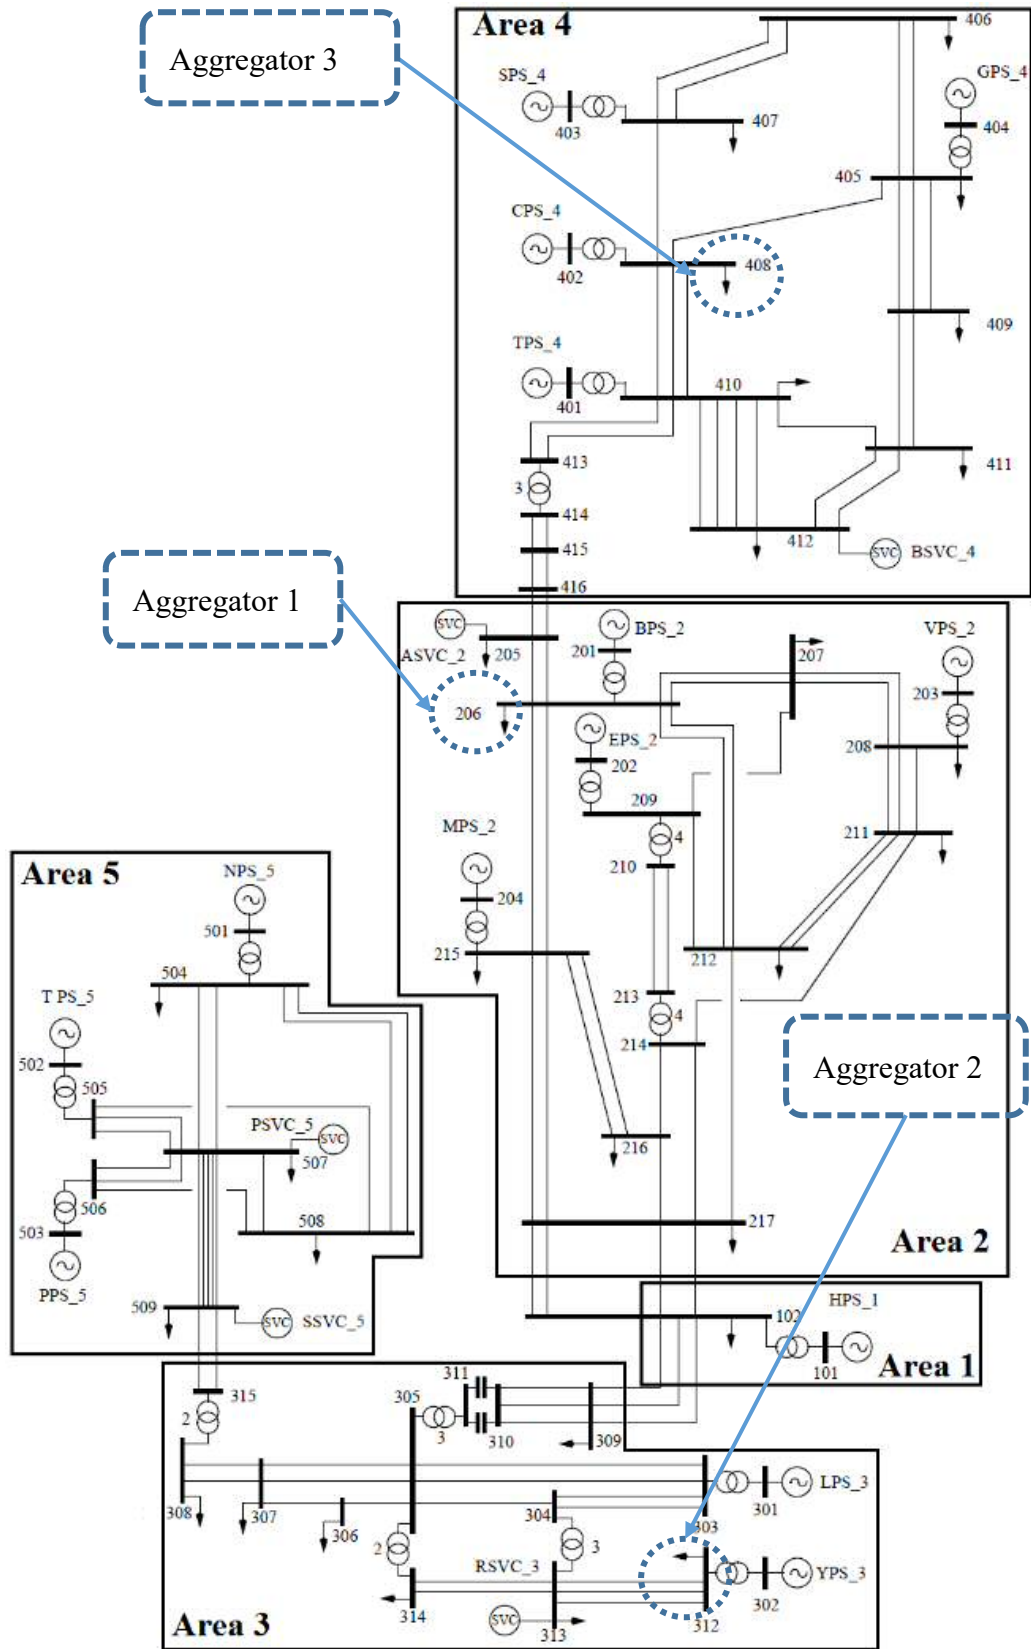 Area 4
406
Aggregator 3
SPS_4
GPS_4
403
407
404
405
CPS_4
402
408
409
TPS_4
401
410
411
413
3
414
412
SVC
BSVC_4
415
416
Aggregator 1
SVC
BPS_2
VPS_2
ASVC_2
205
201
207
203
206
EPS_2
202
208
209
MPS_2
4
211
210
Area 5
NPS_5
204
501
215
212
504
213
T PS_5
4
214
502
505
Aggregator 2
PSVC_5
SVC
507
216
506
503
508
217
Area 2
PPS_5
509
SVC
SSVC_5
102
HPS_1
101
Area 1
311
315
305
2
3
310
309
LPS_3
308
307
306
304
303
301
2
RSVC_3
3
YPS_3
302
314
SVC
313
312
Area 3